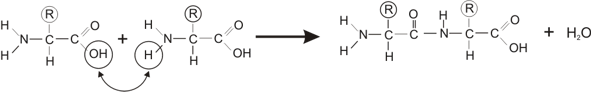 R R R R
H O H O O H O
N — C — C + N — C — C N — C — C — N — C — C + H₂O
H H OH H H OH H H H H OH